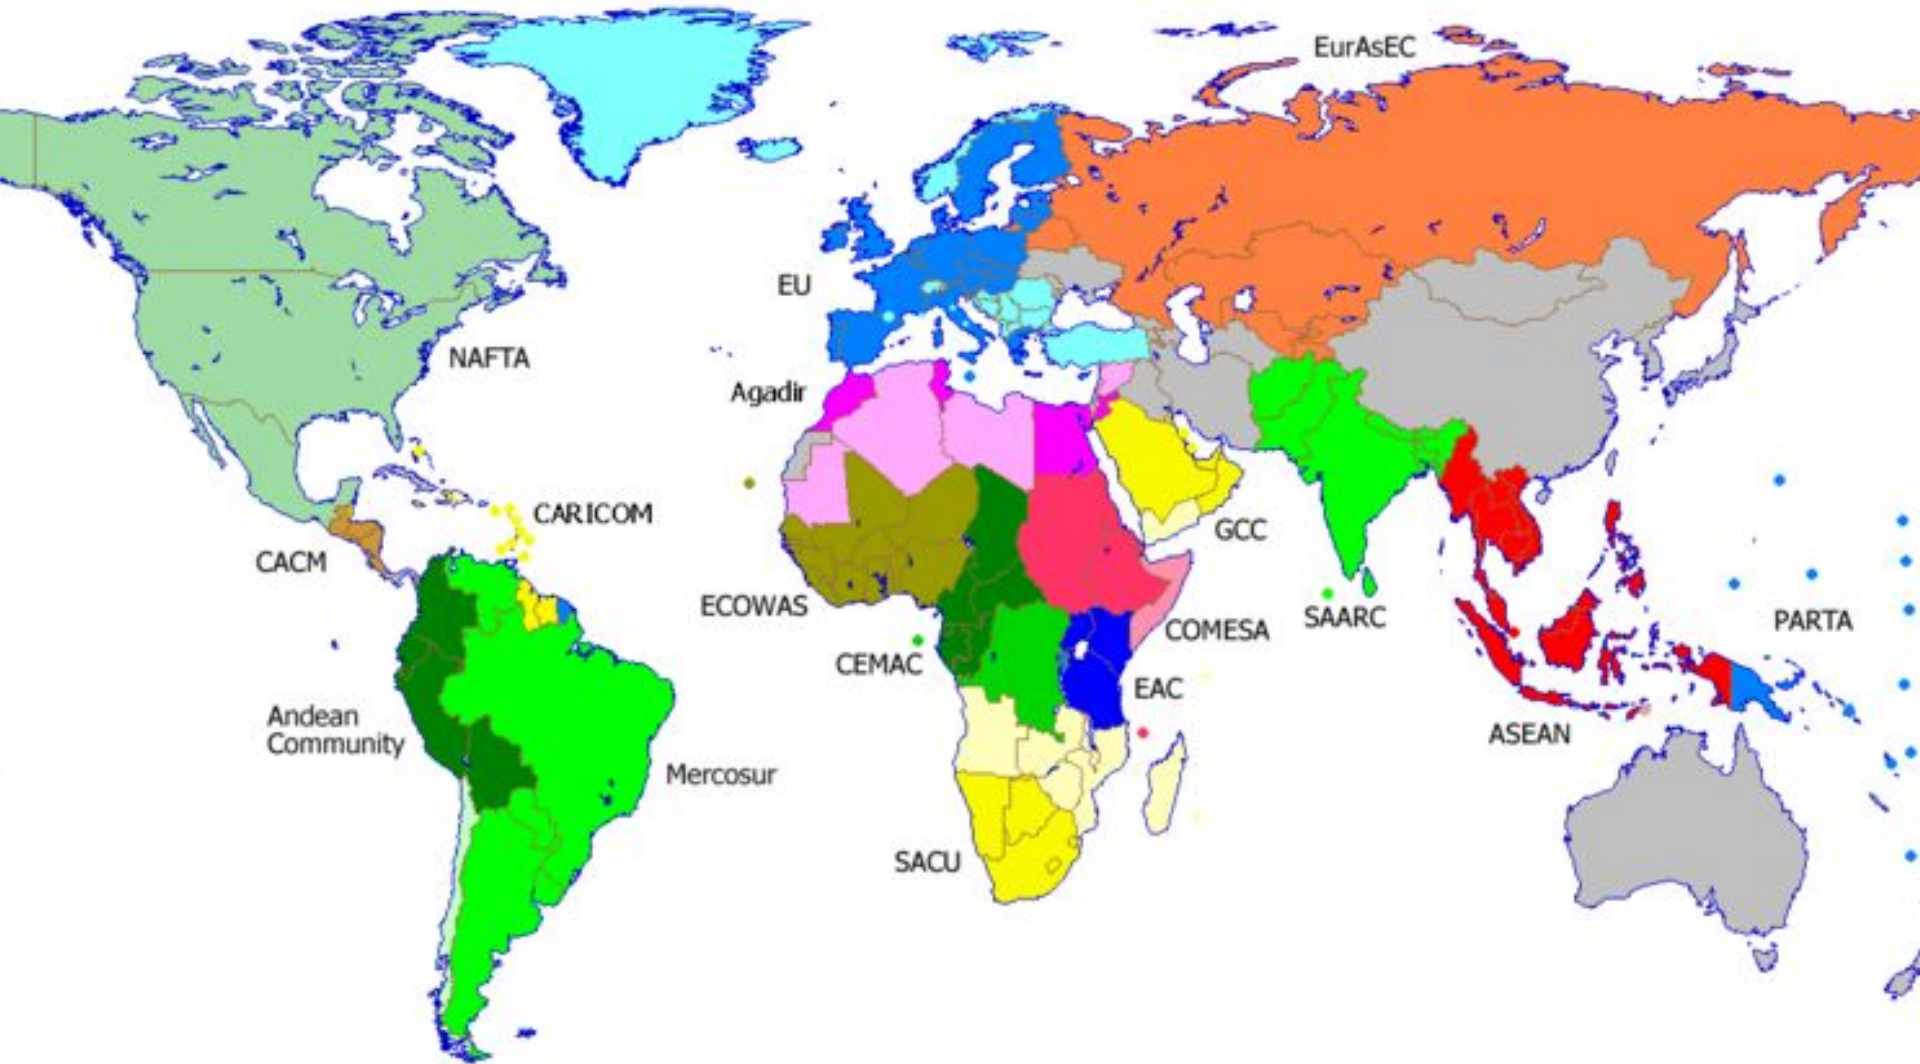 EurAsEC
EU
NAFTA
Agadir
CARICOM
GCC
CACM
ECOWAS
SAARC
PARTA
COMESA
CEMAC
EAC
Andean
Community
ASEAN
Mercosur
SACU